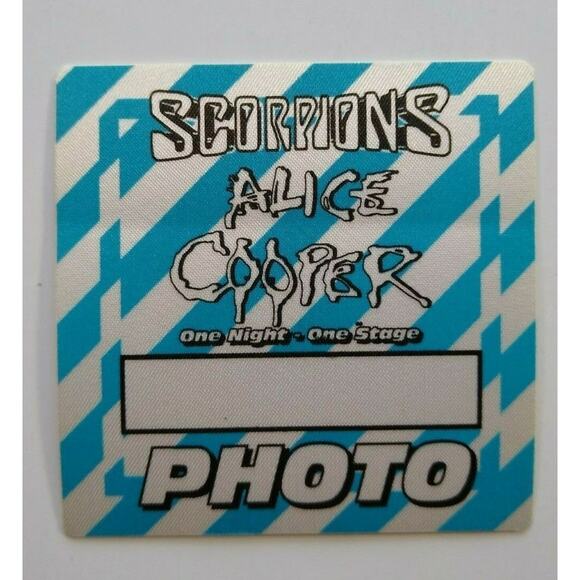 SCORPIONS
ALICE
COOPER
One Night - One Stage
PHOTO